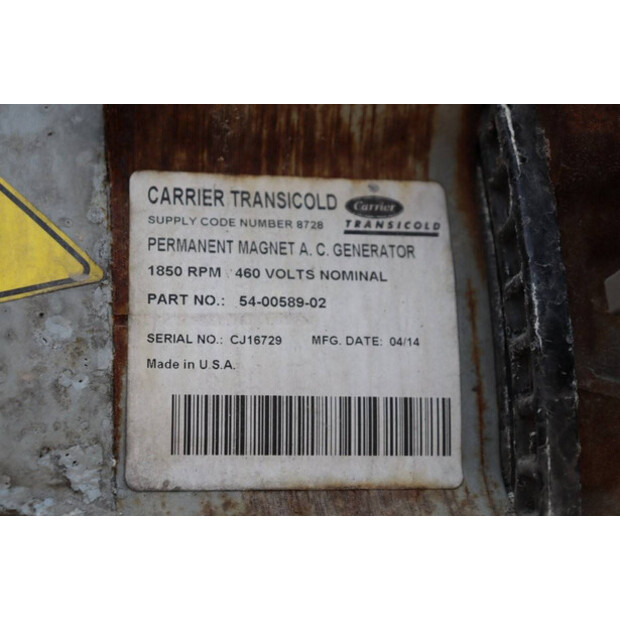 CARRIER TRANSICOLD
Carrier
TRANSICOLD
SUPPLY CODE NUMBER 8728
PERMANENT MAGNET A.C. GENERATOR
1850 RPM 460 VOLTS NOMINAL
PART NO.: 54-00589-02
SERIAL NO.: CJ16729 MFG. DATE: 04/14
Made in U.S.A.